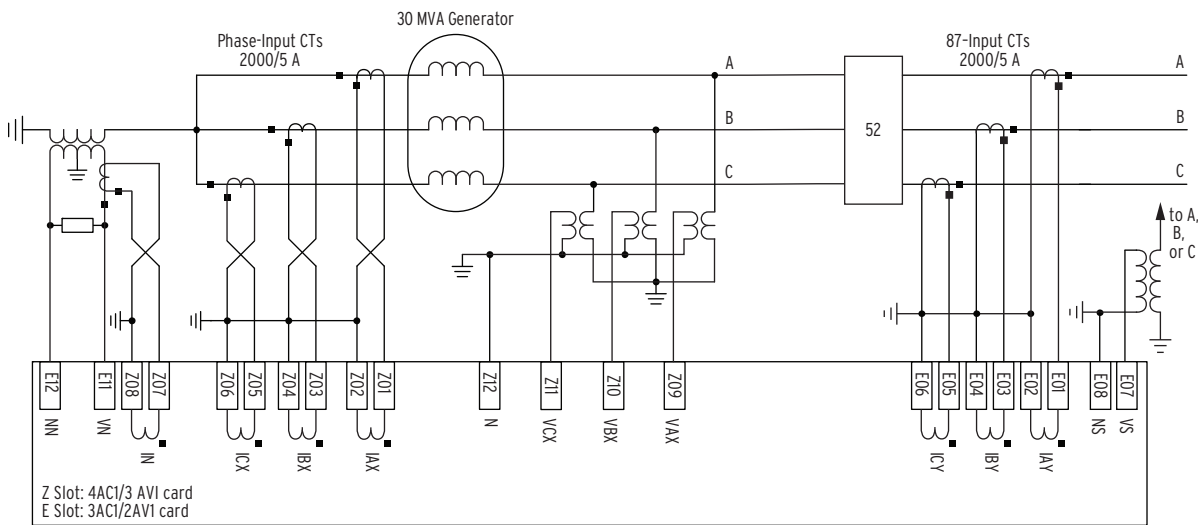 30 MVA Generator
Phase-Input CTs
2000/5 A
87-Input CTs
2000/5 A
A
B
C
52
A
B
C
to A,
B,
or C
E12
E11
Z08
Z07
Z06
Z05
Z04
Z03
Z02
Z01
Z12
Z11
Z10
Z09
E06
E05
E04
E03
E02
E01
E08
E07
NN
VN
IN
ICX
IBX
IAX
N
VCX
VBX
VAX
ICY
IBY
IAY
NS
VS
Z Slot: 4AC1/3 AVI card
E Slot: 3AC1/2AV1 card